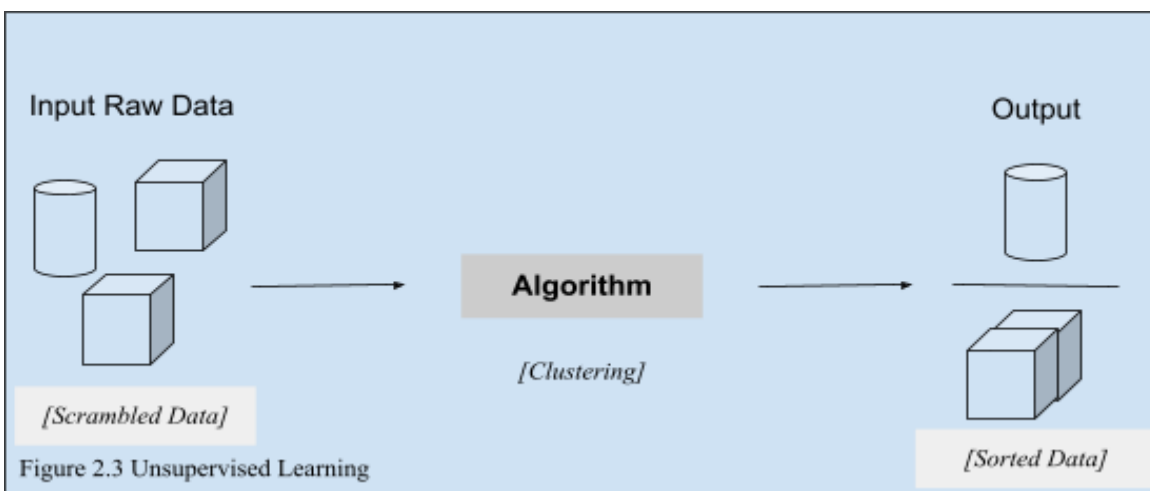 Input Raw Data
Output
Algorithm
[Clustering]
[Scrambled Data]
[Sorted Data]
Figure 2.3 Unsupervised Learning